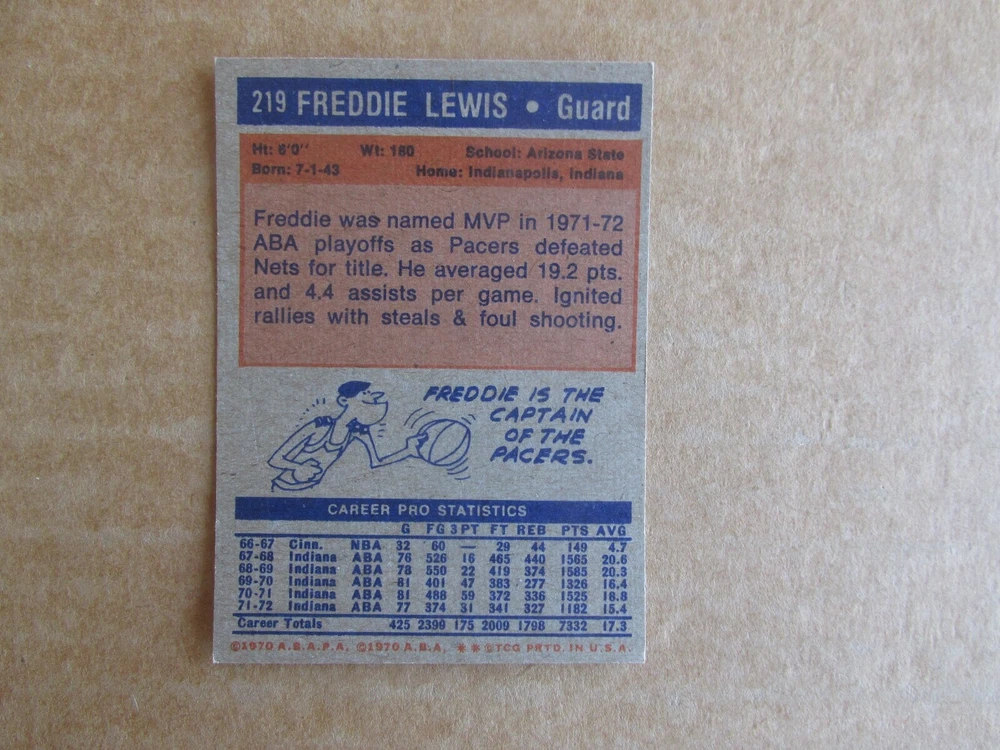 219 FREDDIE LEWIS • Guard
Ht: 6'0" Wt: 180 School: Arizona State
Born: 7-1-43 Home: Indianapolis, Indiana
Freddie was named MVP in 1971-72
ABA playoffs as Pacers defeated
Nets for title. He averaged 19.2 pts.
and 4.4 assists per game. Ignited
rallies with steals & foul shooting.
FREDDIE IS THE
CAPTAIN
OF THE
PACERS.
CAREER PRO STATISTICS
G FG 3PT FT REB PTS AVG
66-67 Cinn. NBA 32 60 — 29 44 149 4.7
67-68 Indiana ABA 76 526 16 465 440 1565 20.6
68-69 Indiana ABA 78 550 22 419 374 1585 20.3
69-70 Indiana ABA 81 401 47 383 277 1326 16.4
70-71 Indiana ABA 81 488 59 372 336 1525 18.8
71-72 Indiana ABA 77 374 31 341 327 1182 15.4
Career Totals 425 2399 175 2009 1798 7332 17.3
©1970 A.B.A.P.A. ©1970 A.B.A. ** ©TCG PRTD. IN U.S.A.